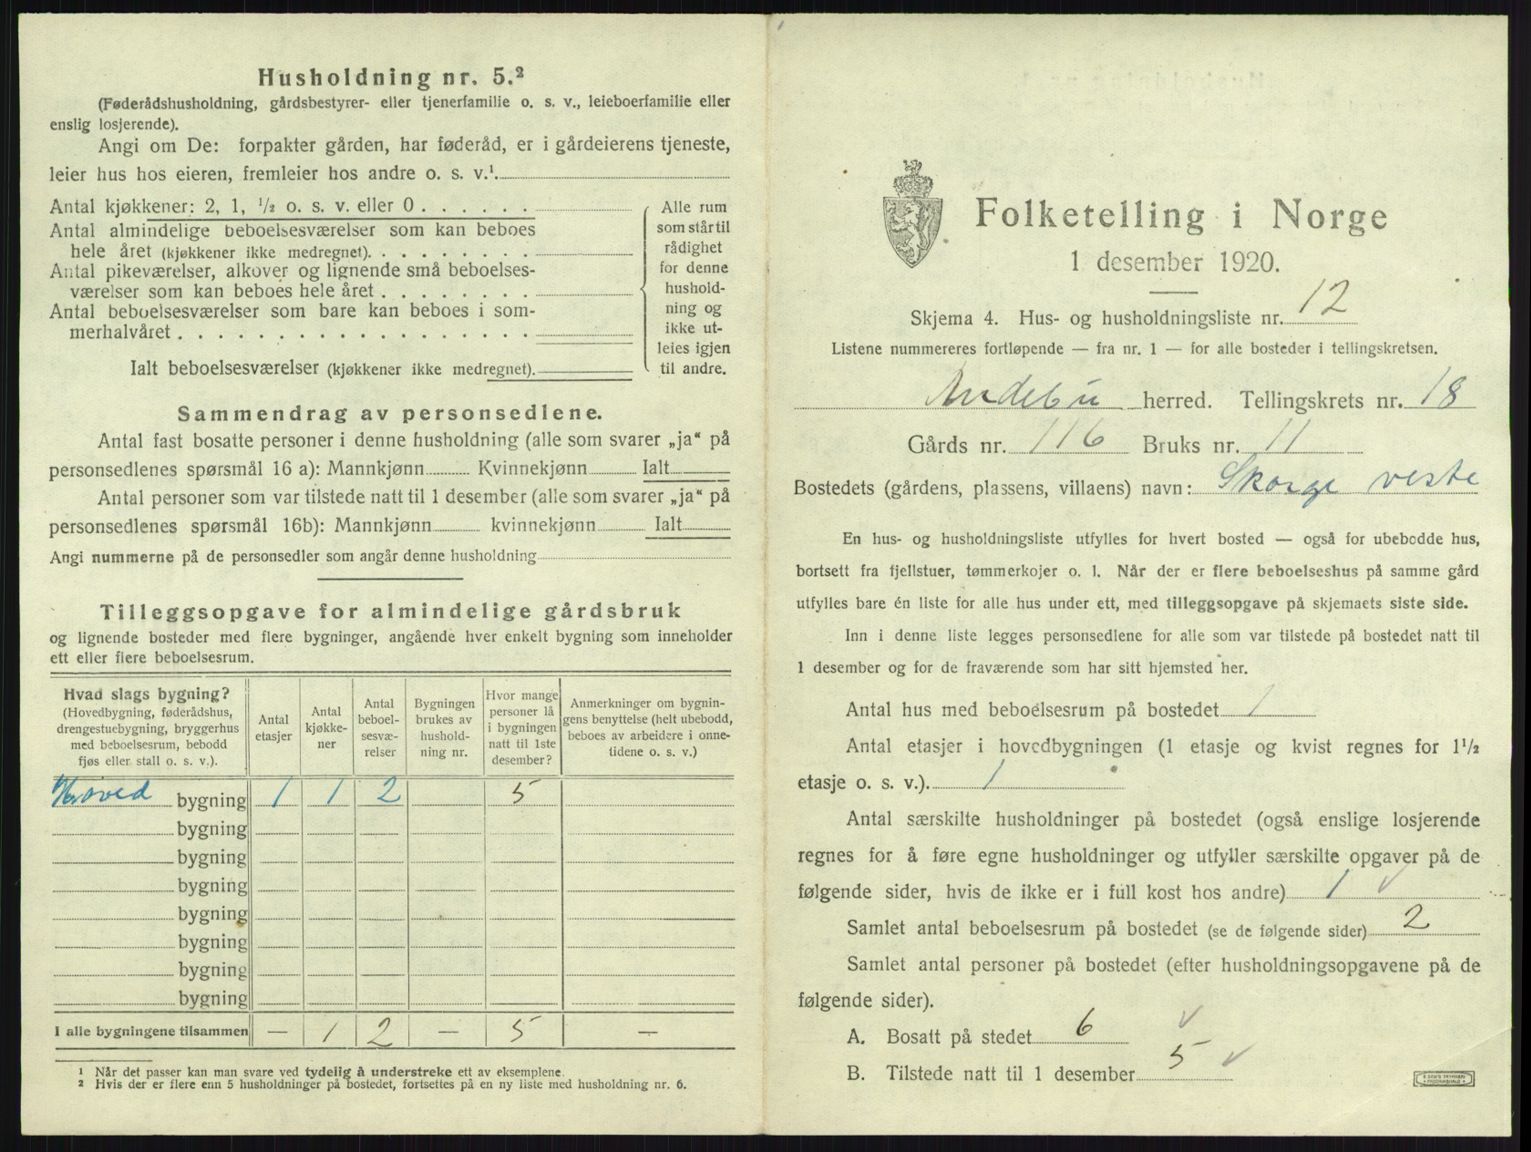 Husholdning nr. 5.²
(Føderådshusholdning, gårdsbestyrer- eller tjenerfamilie o. s. v., leieboerfamilie eller
enslig losjerende).
Angi om De: forpakter gården, har føderåd, er i gårdeierens tjeneste,
leier hus hos eieren, fremleier hos andre o. s. v.¹.
Antal kjøkkener: 2, 1, ½ o. s. v. eller 0
Antal almindelige beboelsesværelser som kan beboes
hele året (kjøkkener ikke medregnet).
Antal pikeværelser, alkover og lignende små beboelses-
værelser som kan beboes hele året
Antal beboelsesværelser som bare kan beboes i som-
merhalvåret
Ialt beboelsesværelser (kjøkkener ikke medregnet).
Alle rum
som står til
rådighet
for denne
hushold-
ning og
ikke ut-
leies igjen
til andre.
Sammendrag av personsedlene.
Antal fast bosatte personer i denne husholdning (alle som svarer „ja“ på
personsedlenes spørsmål 16 a): Mannkjønn Kvinnekjønn Ialt
Antal personer som var tilstede natt til 1 desember (alle som svarer „ja“ på
personsedlenes spørsmål 16b): Mannkjønn kvinnekjønn Ialt
Angi nummerne på de personsedler som angår denne husholdning
Tilleggsopgave for almindelige gårdsbruk
og lignende bosteder med flere bygninger, angående hver enkelt bygning som inneholder
ett eller flere beboelsesrum.
Hvad slags bygning?
(Hovedbygning, føderådshus,
drengestuebygning, bryggerhus
med beboelsesrum, bebodd
fjøs eller stall o. s. v.).
Antal
etasjer
Antal
kjøkke-
ner
Antal
beboel-
sesvæ-
relser
Bygningen
brukes av
hushold-
ning nr.
Hvor mange
personer lå
i bygningen
natt til 1ste
desember?
Anmerkninger om bygnin-
gens benyttelse (helt ubebodd,
beboes av arbeidere i onne-
tidene o. s. v.)
Hoved bygning 1 1 2 5
bygning
bygning
bygning
bygning
bygning
bygning
bygning
I alle bygningene tilsammen — 1 2 — 5 —
¹ Når det passer kan man svare ved tydelig å understreke ett av eksemplene.
² Hvis der er flere enn 5 husholdninger på bostedet, fortsettes på en ny liste med husholdning nr. 6.
Folketelling i Norge
1 desember 1920.
Skjema 4. Hus- og husholdningsliste nr. 12
Listene nummereres fortløpende — fra nr. 1 — for alle bosteder i tellingskretsen.
Andebu herred. Tellingskrets nr. 18
Gårds nr. 116 Bruks nr. 11
Bostedets (gårdens, plassens, villaens) navn: Skorge veste
En hus- og husholdningsliste utfylles for hvert bosted — også for ubebodde hus,
bortsett fra fjellstuer, tømmerkojer o. l. Når der er flere beboelseshus på samme gård
utfylles bare én liste for alle hus under ett, med tilleggsopgave på skjemaets siste side.
Inn i denne liste legges personsedlene for alle som var tilstede på bostedet natt til
1 desember og for de fraværende som har sitt hjemsted her.
Antal hus med beboelsesrum på bostedet 1
Antal etasjer i hovedbygningen (1 etasje og kvist regnes for 1½
etasje o. s. v.). 1
Antal særskilte husholdninger på bostedet (også enslige losjerende
regnes for å føre egne husholdninger og utfyller særskilte opgaver på de
følgende sider, hvis de ikke er i full kost hos andre) 1 ✓
Samlet antal beboelsesrum på bostedet (se de følgende sider) 2
Samlet antal personer på bostedet (efter husholdningsopgavene på de
følgende sider).
A. Bosatt på stedet 6 ✓
B. Tilstede natt til 1 desember 5 ✓